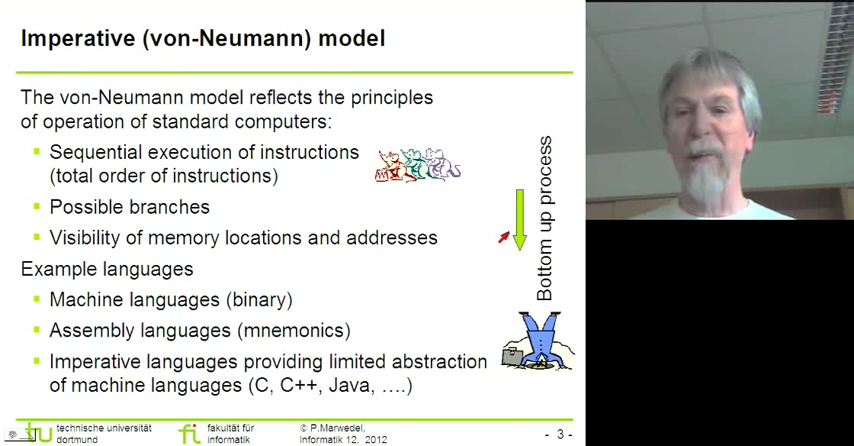 Imperative (von-Neumann) model
The von-Neumann model reflects the principles
of operation of standard computers:
▪ Sequential execution of instructions
(total order of instructions)
▪ Possible branches
▪ Visibility of memory locations and addresses
Example languages
▪ Machine languages (binary)
▪ Assembly languages (mnemonics)
▪ Imperative languages providing limited abstraction
of machine languages (C, C++, Java, ….)
Bottom up process
tu technische universität
dortmund
fi fakultät für
informatik
© P.Marwedel,
Informatik 12, 2012
- 3 -